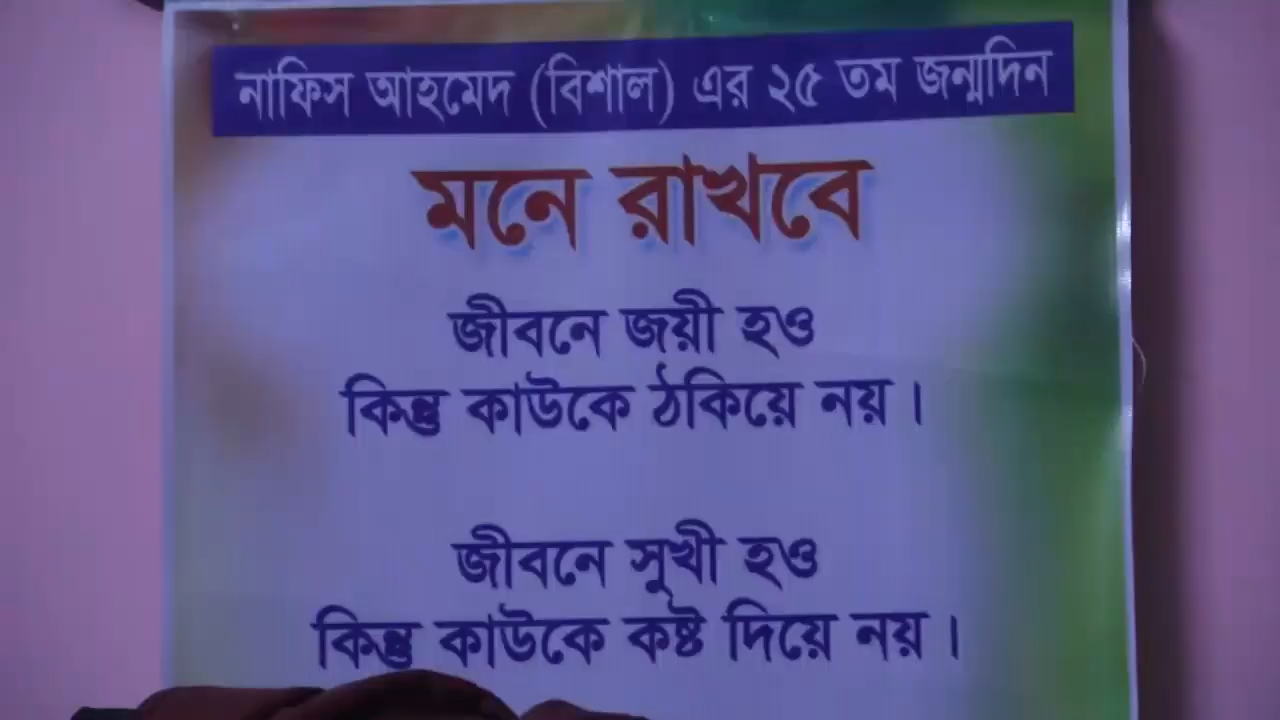 নাফিস আহমেদ (বিশাল) এর ২৫ তম জন্মদিন
মনে রাখবে
জীবনে জয়ী হও
কিন্তু কাউকে ঠকিয়ে নয়।
জীবনে সুখী হও
কিন্তু কাউকে কষ্ট দিয়ে নয়।